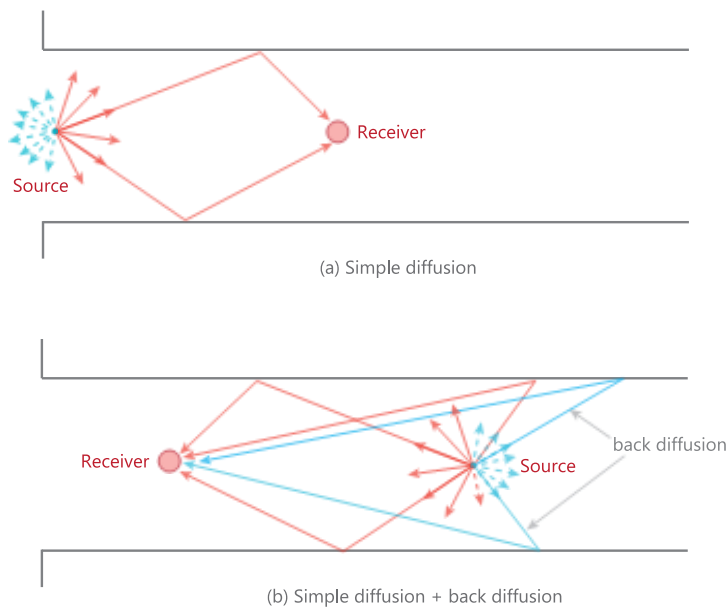 Receiver
Source
(a) Simple diffusion
Receiver
Source
back diffusion
(b) Simple diffusion + back diffusion